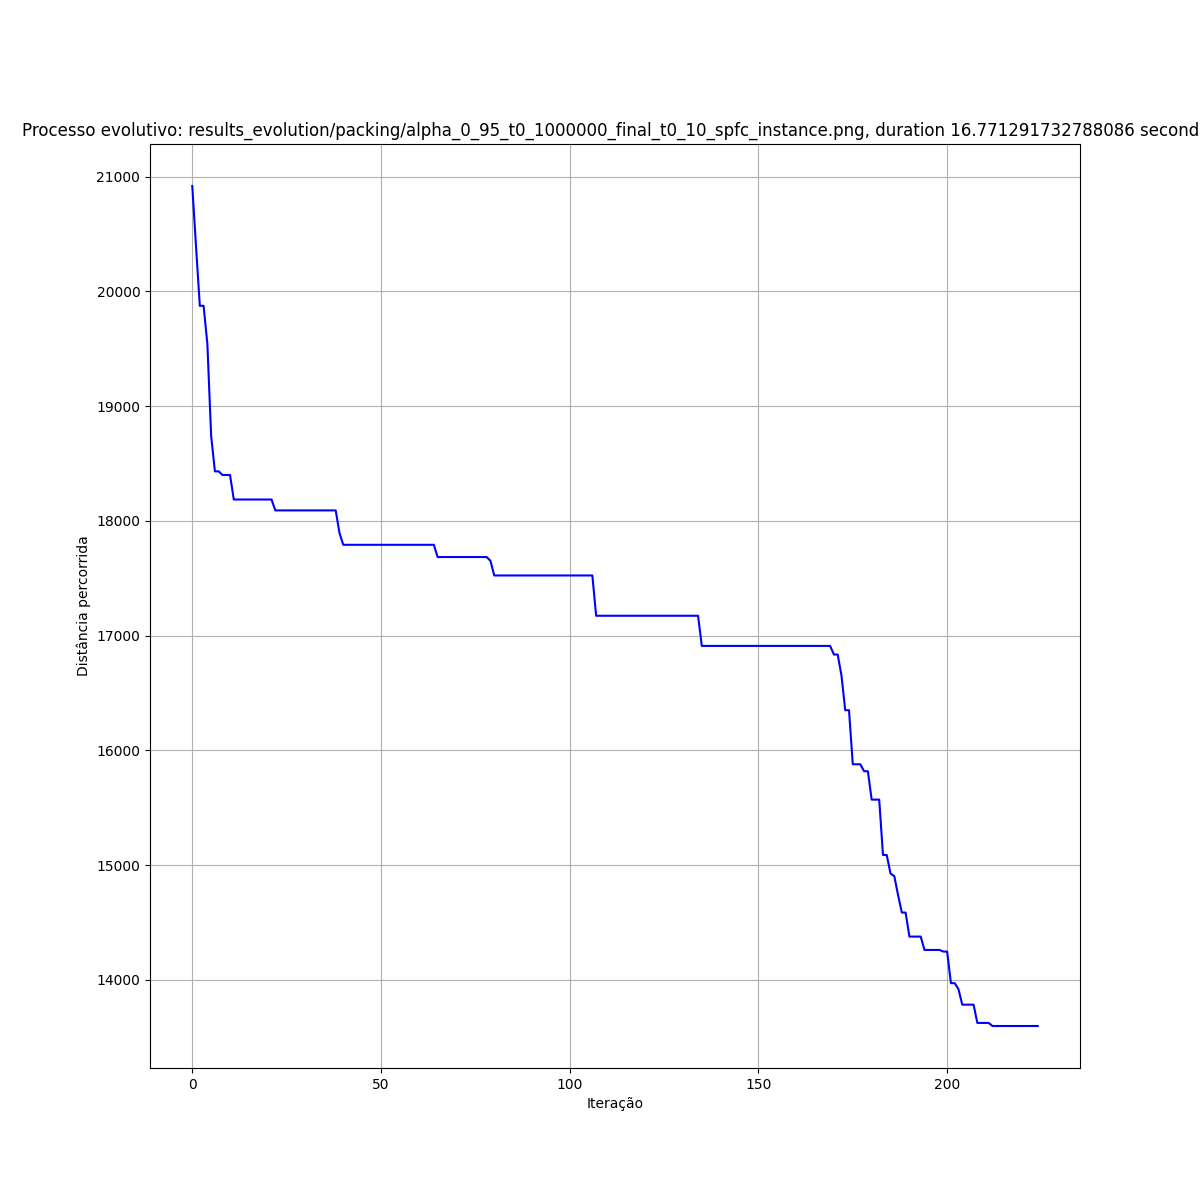 Processo evolutivo: results_evolution/packing/alpha_0_95_t0_1000000_final_t0_10_spfc_instance.png, duration 16.771291732788086 second
21000
20000
19000
18000
17000
16000
15000
14000
Distância percorrida
0 50 100 150 200
Iteração